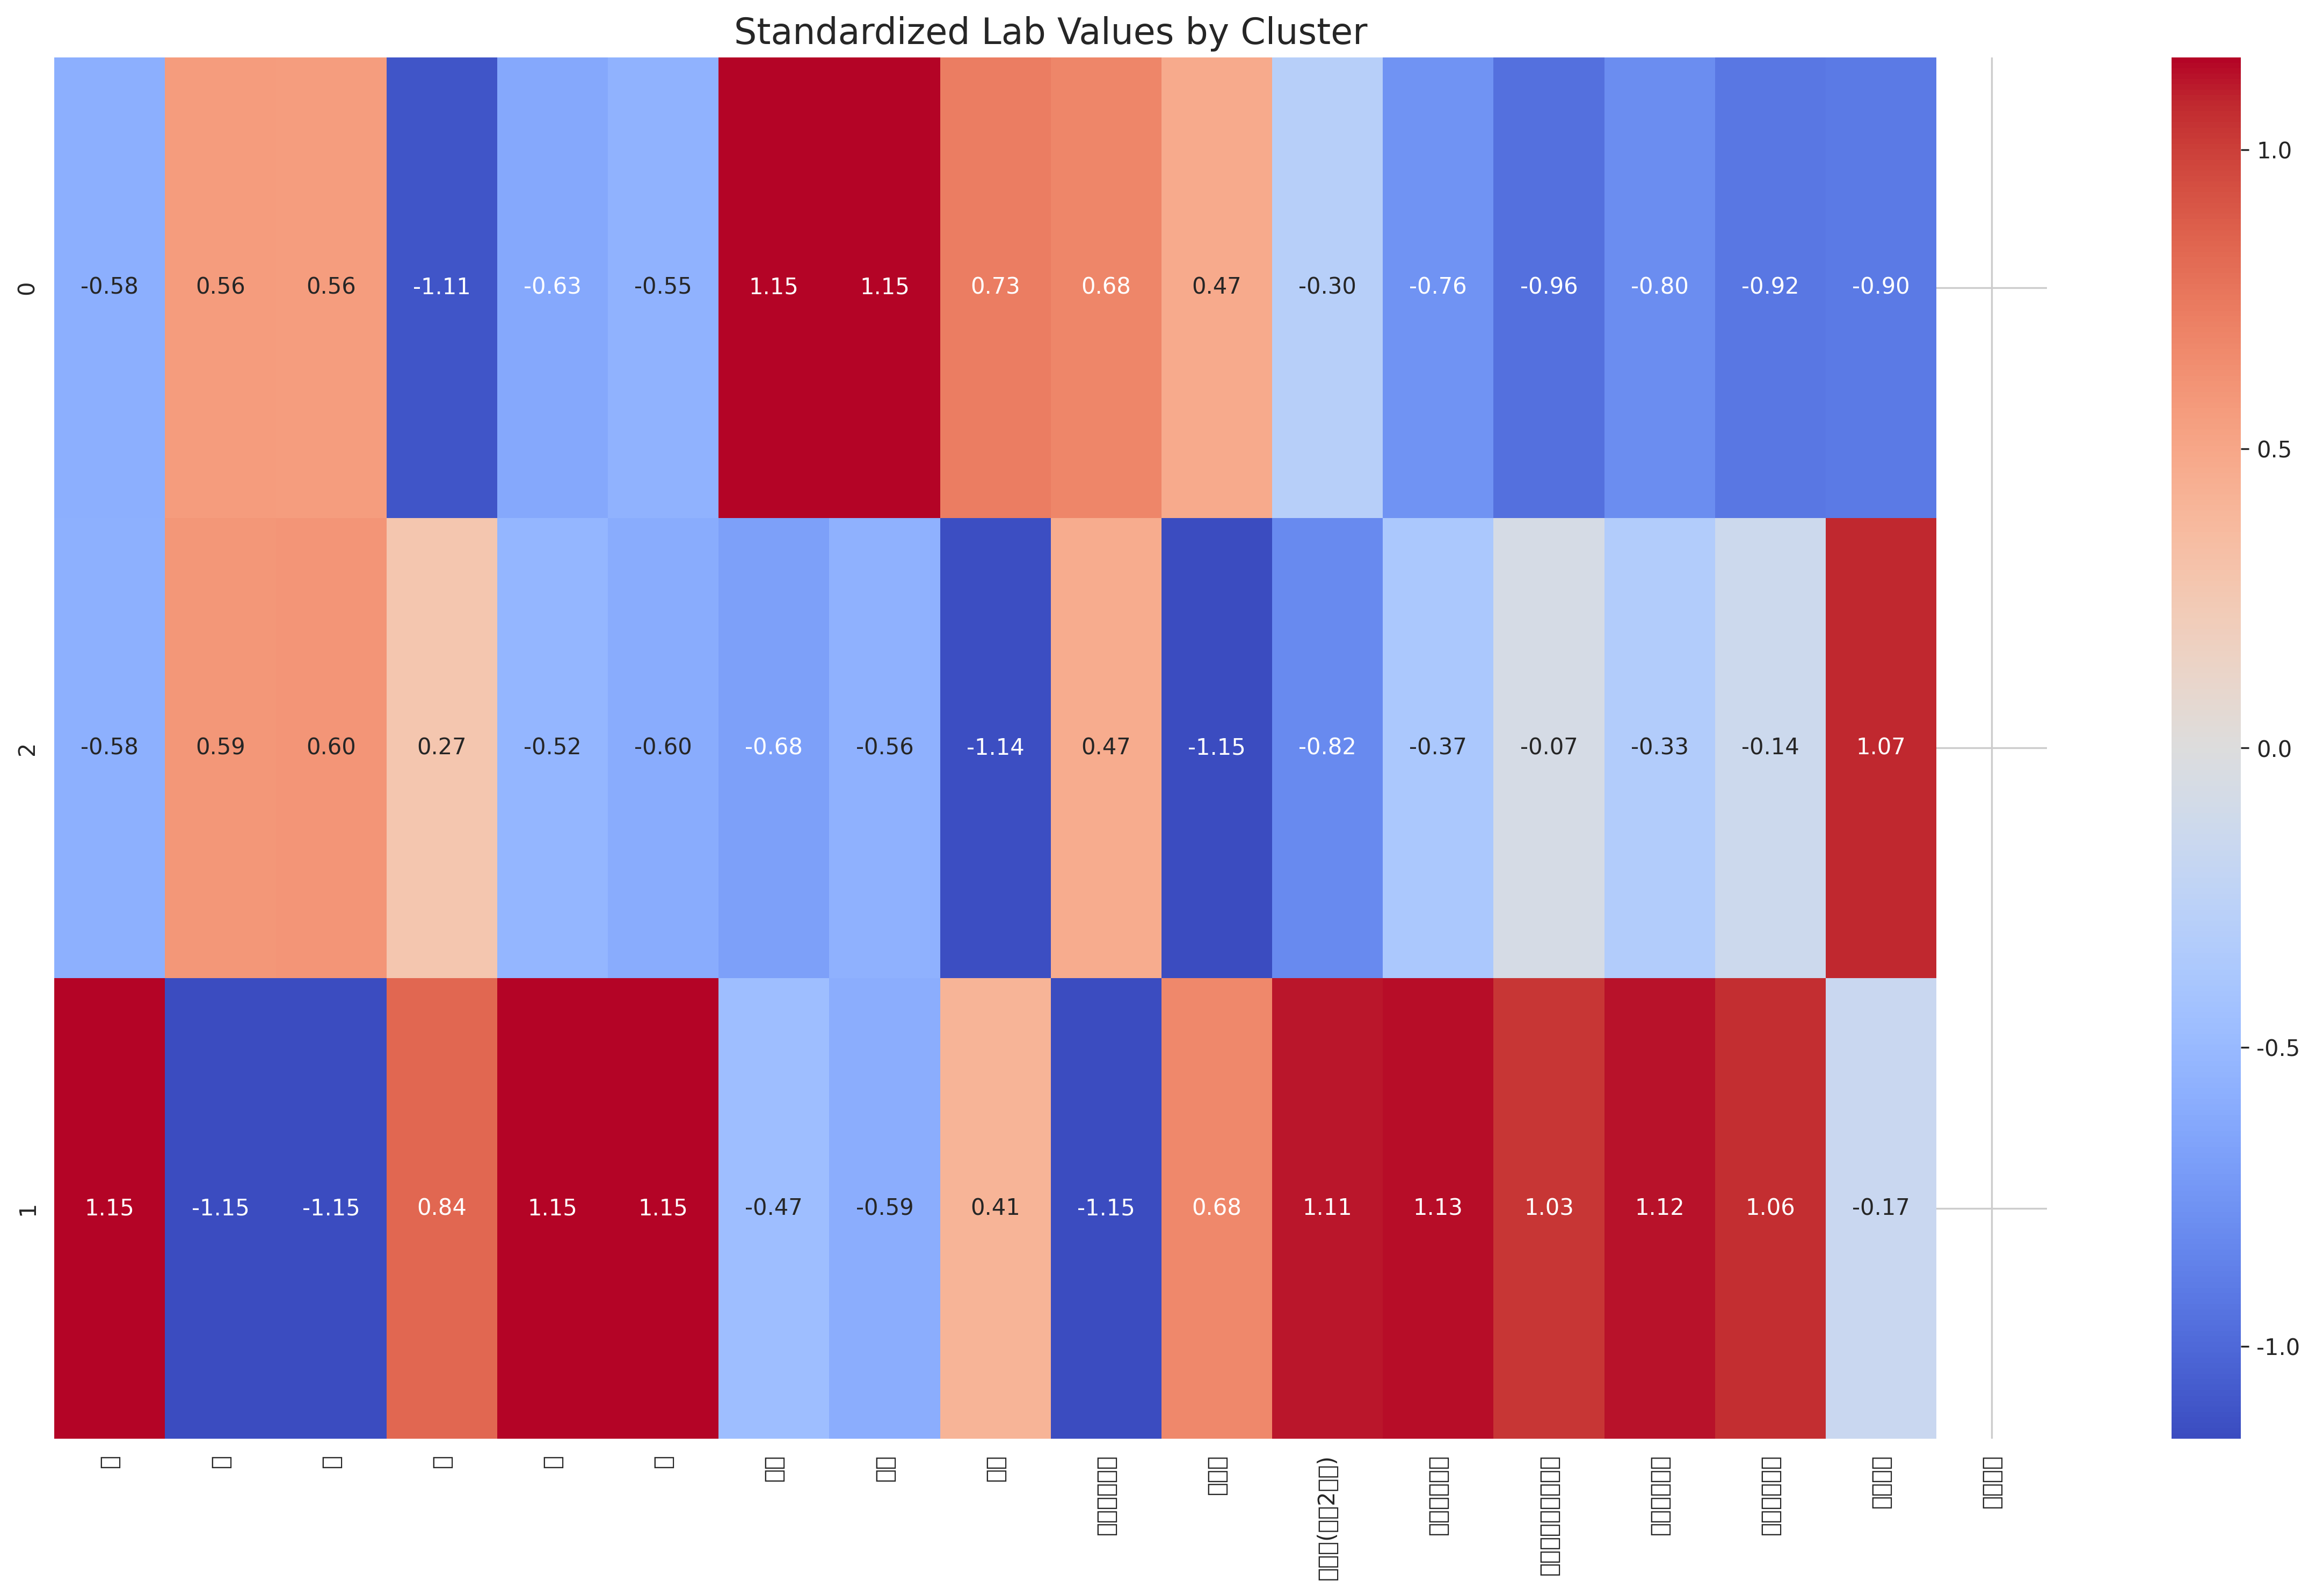 Standardized Lab Values by Cluster
0 -0.58 0.56 0.56 -1.11 -0.63 -0.55 1.15 1.15 0.73 0.68 0.47 -0.30 -0.76 -0.96 -0.80 -0.92 -0.90
2 -0.58 0.59 0.60 0.27 -0.52 -0.60 -0.68 -0.56 -1.14 0.47 -1.15 -0.82 -0.37 -0.07 -0.33 -0.14 1.07
1 1.15 -1.15 -1.15 0.84 1.15 1.15 -0.47 -0.59 0.41 -1.15 0.68 1.11 1.13 1.03 1.12 1.06 -0.17
1.0
0.5
0.0
-0.5
-1.0